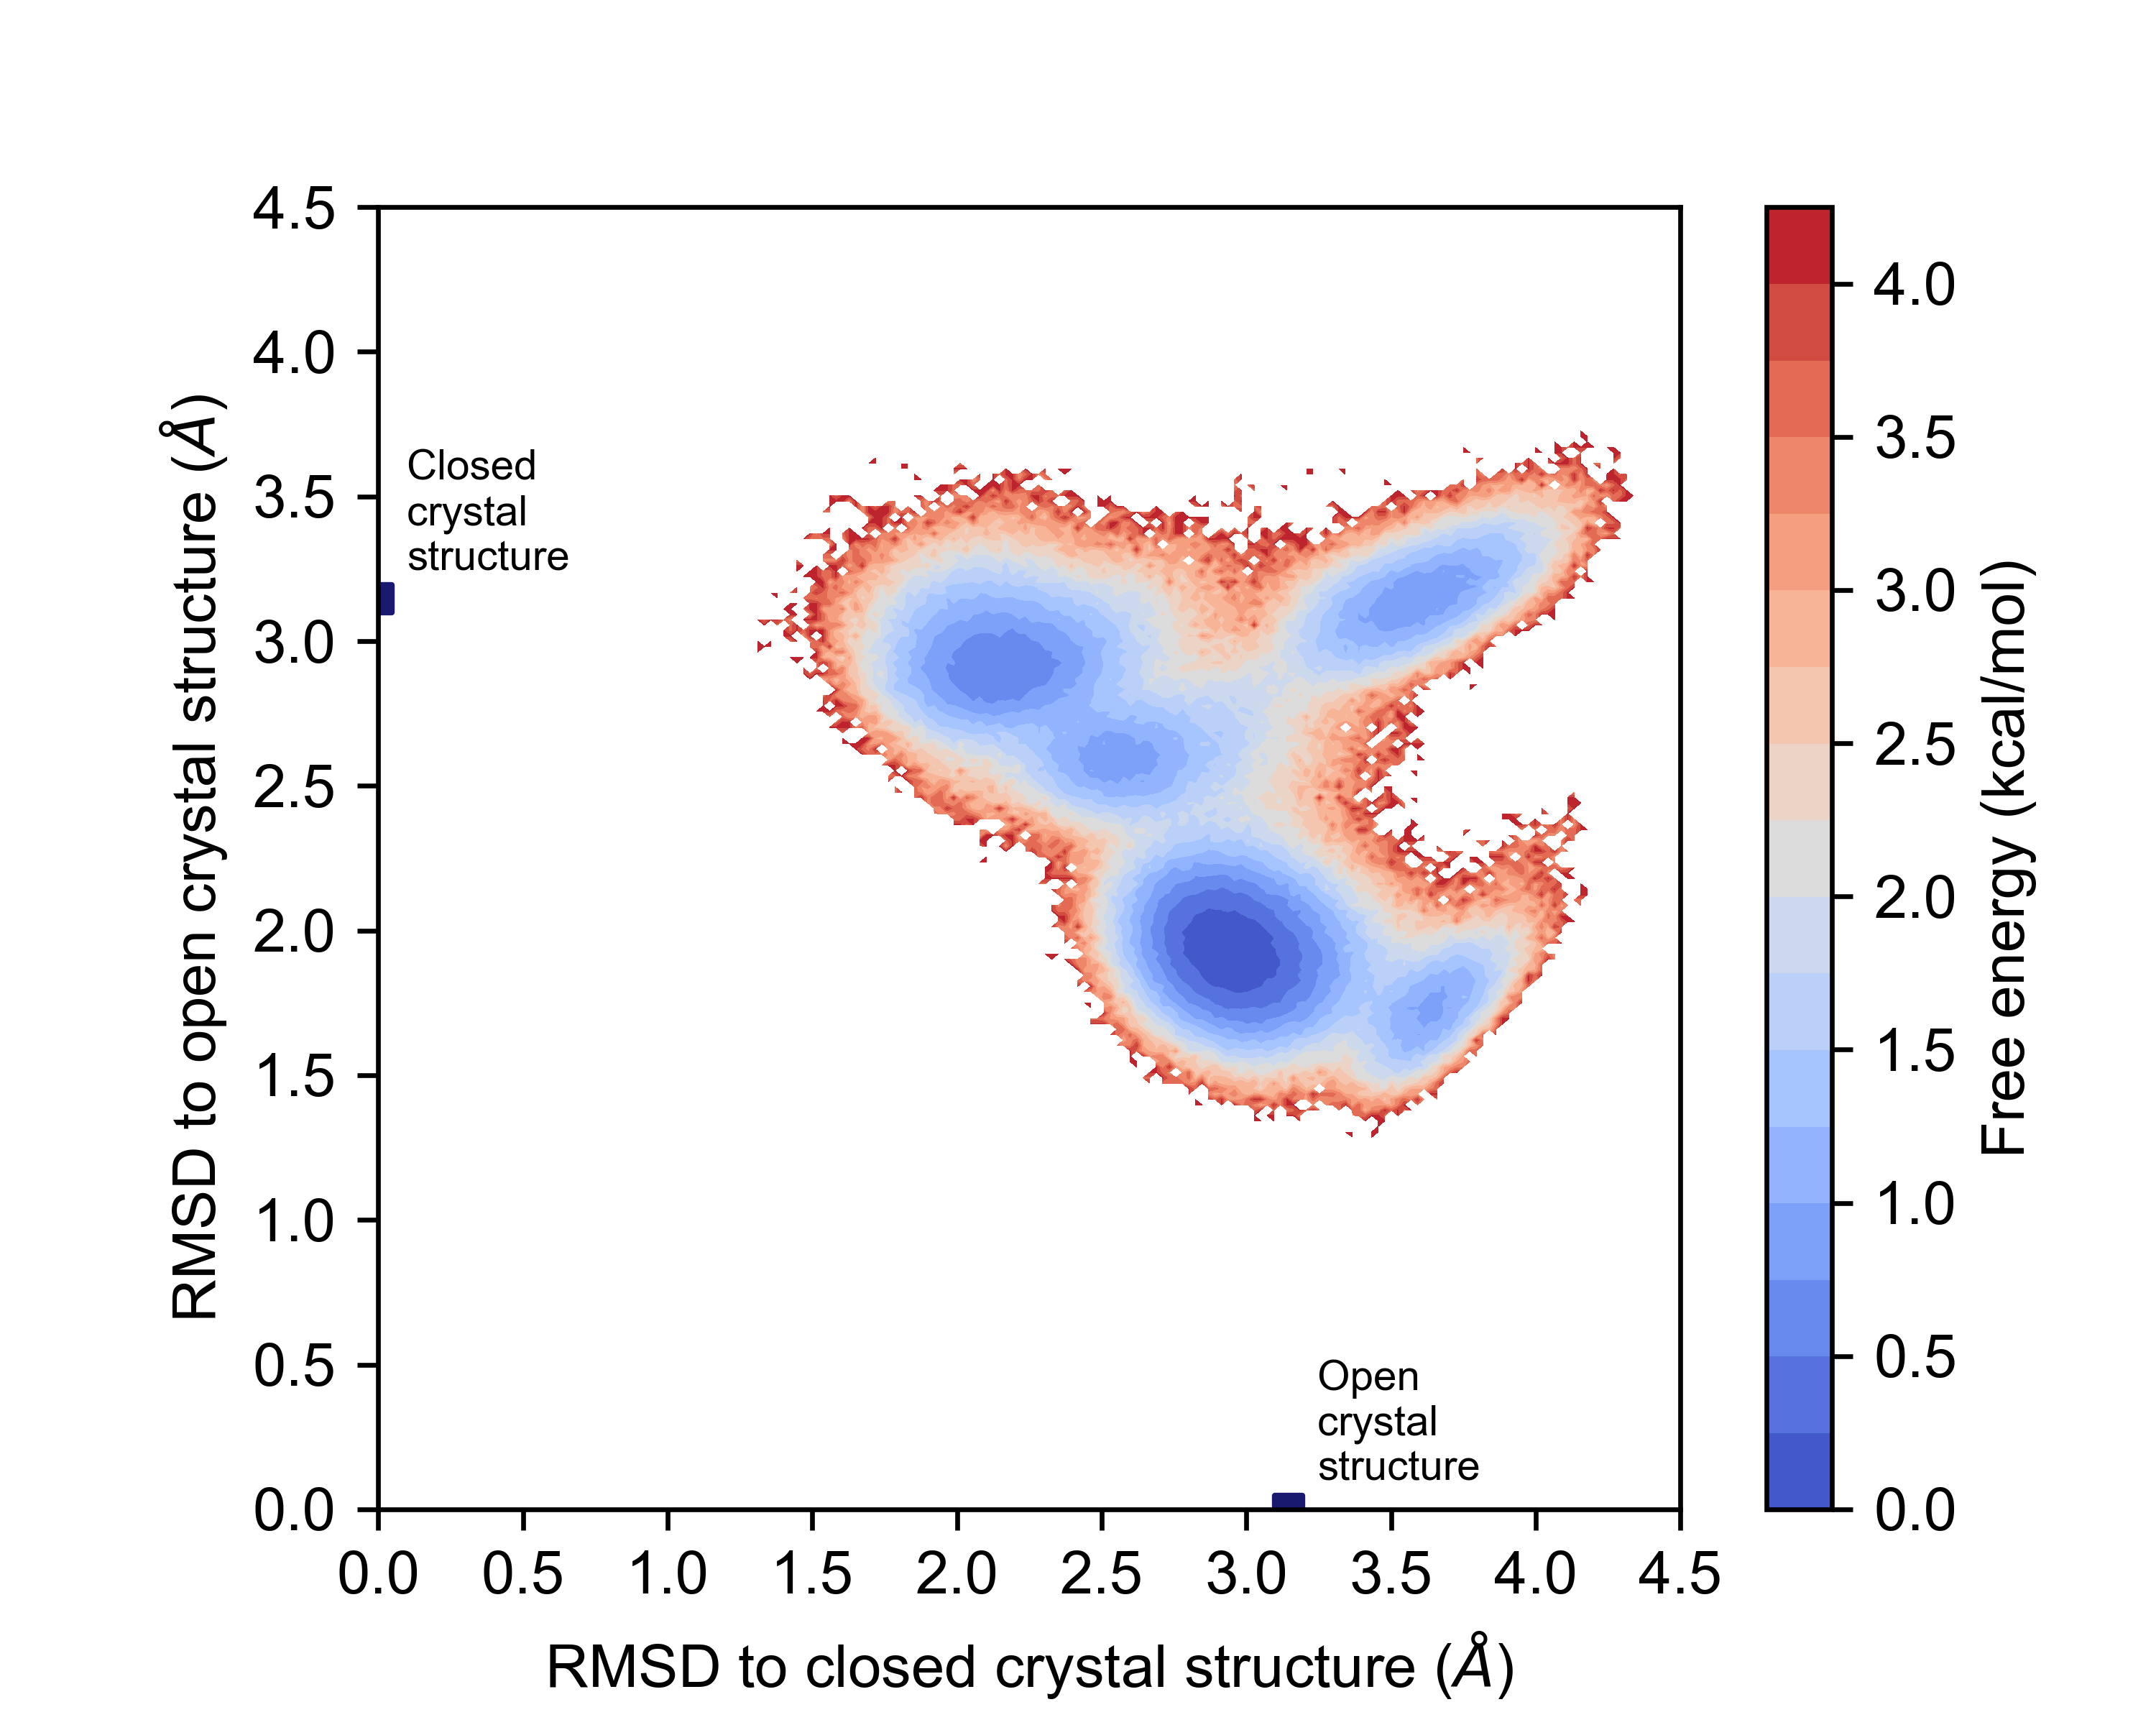 4.5
4.0
3.5
3.0
2.5
2.0
1.5
1.0
0.5
0.0
RMSD to open crystal structure (Å)
Closed
crystal
structure
Open
crystal
structure
0.0 0.5 1.0 1.5 2.0 2.5 3.0 3.5 4.0 4.5
RMSD to closed crystal structure (Å)
4.0
3.5
3.0
2.5
2.0
1.5
1.0
0.5
0.0
Free energy (kcal/mol)